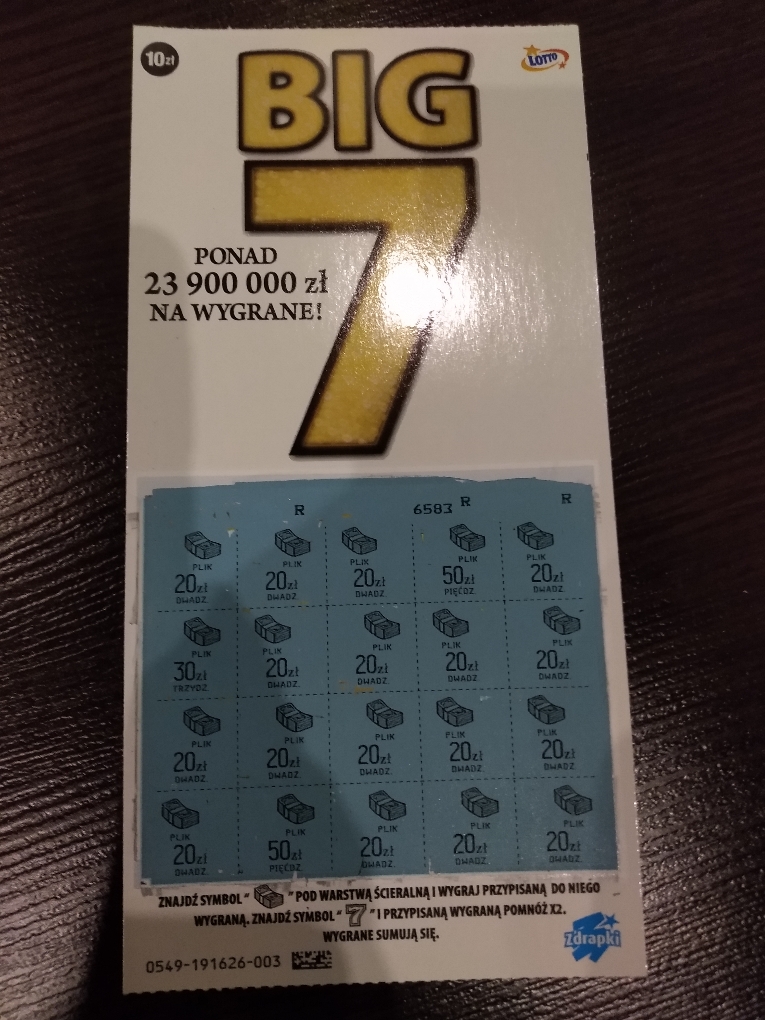 10zł
LOTTO
BIG
7
PONAD
23 900 000 zł
NA WYGRANE!
R 6583 R R
PLIK PLIK PLIK PLIK PLIK
20zł 20zł 20zł 50zł 20zł
DWADZ. DWADZ. DWADZ. PIĘĆDZ. DWADZ.
PLIK PLIK PLIK PLIK PLIK
30zł 20zł 20zł 20zł 20zł
TRZYDZ. DWADZ. DWADZ. DWADZ. DWADZ.
PLIK PLIK PLIK PLIK PLIK
20zł 20zł 20zł 20zł 20zł
DWADZ. DWADZ. DWADZ. DWADZ. DWADZ.
PLIK PLIK PLIK PLIK PLIK
20zł 50zł 20zł 20zł 20zł
DWADZ. PIĘĆDZ. DWADZ. DWADZ. DWADZ.
ZNAJDŹ SYMBOL " " POD WARSTWĄ ŚCIERALNĄ I WYGRAJ PRZYPISANĄ DO NIEGO
WYGRANĄ. ZNAJDŹ SYMBOL " 7 " I PRZYPISANĄ WYGRANĄ POMNÓŻ X2.
WYGRANE SUMUJĄ SIĘ.
Zdrapki
0549-191626-003